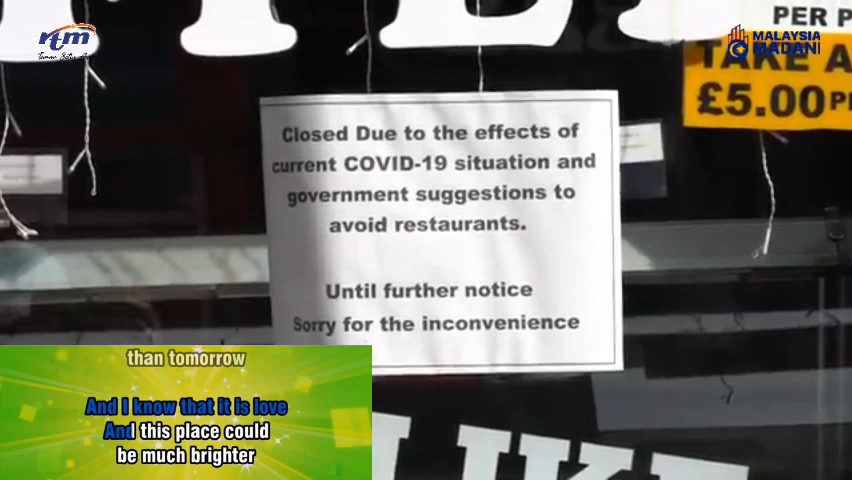 rtm
MALAYSIA
MADANI
PER P
TAKE A
£5.00
Closed Due to the effects of
current COVID-19 situation and
government suggestions to
avoid restaurants.
Until further notice
Sorry for the inconvenience
than tomorrow
And I know that it is love
And this place could
be much brighter